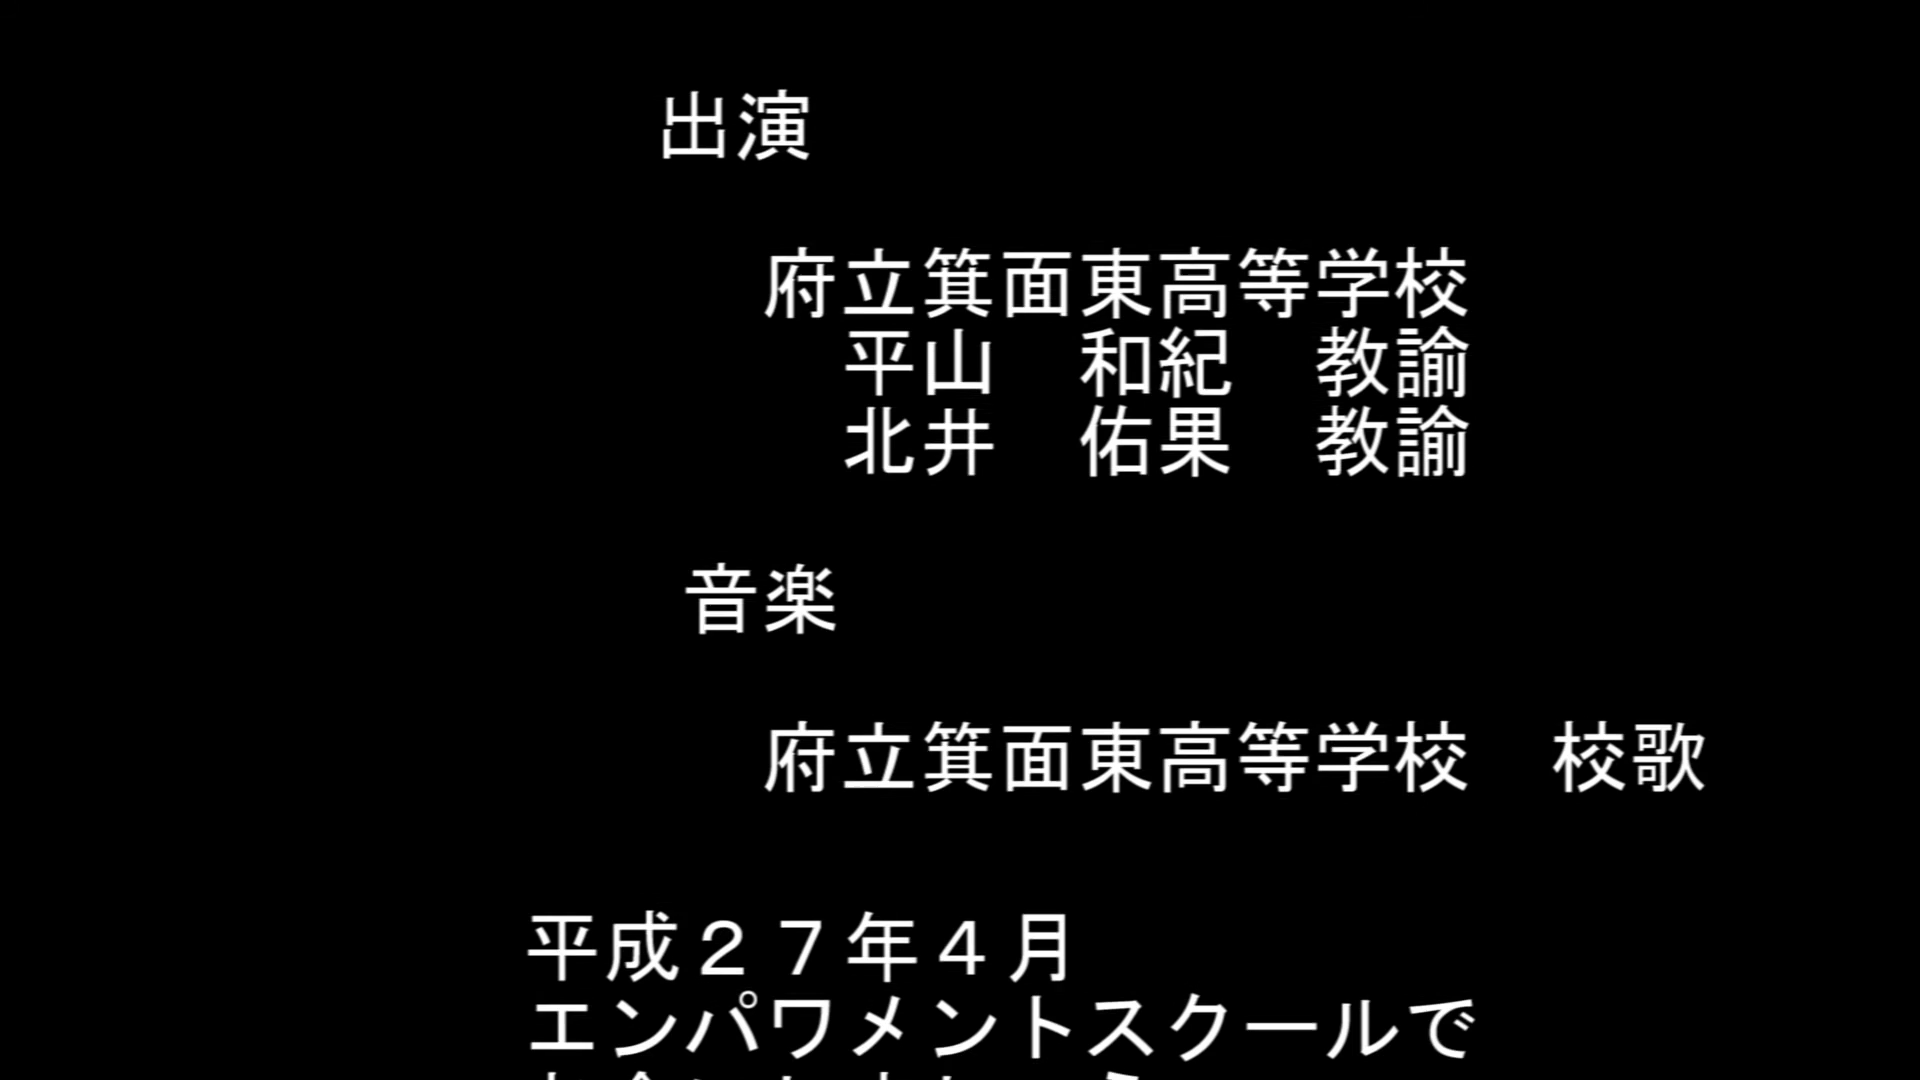 出演
府立箕面東高等学校
平山　和紀　教諭
北井　佑果　教諭
音楽
府立箕面東高等学校　校歌
平成２７年４月
エンパワメントスクールで